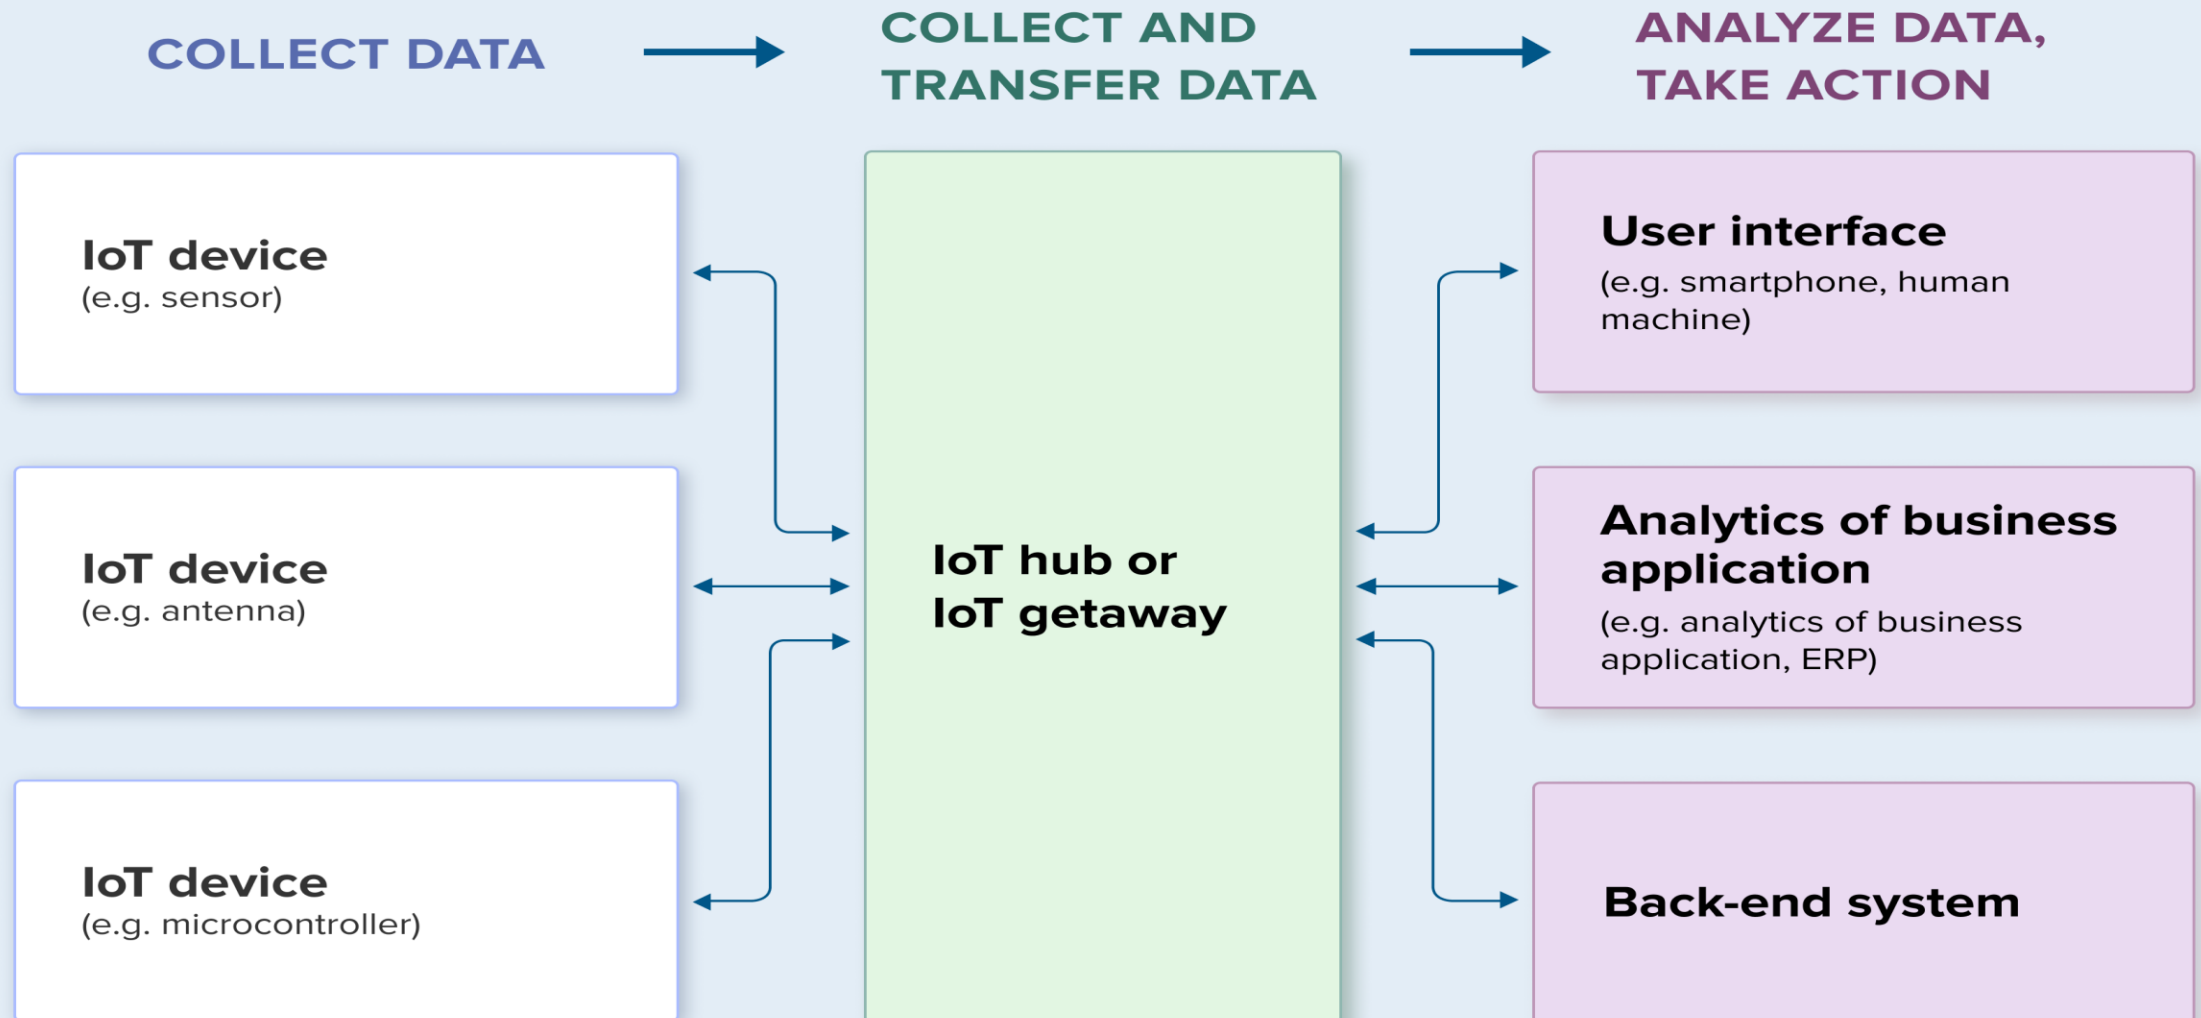 COLLECT DATA
COLLECT AND
TRANSFER DATA
ANALYZE DATA,
TAKE ACTION
IoT device
(e.g. sensor)
IoT device
(e.g. antenna)
IoT device
(e.g. microcontroller)
IoT hub or
IoT getaway
User interface
(e.g. smartphone, human
machine)
Analytics of business
application
(e.g. analytics of business
application, ERP)
Back-end system